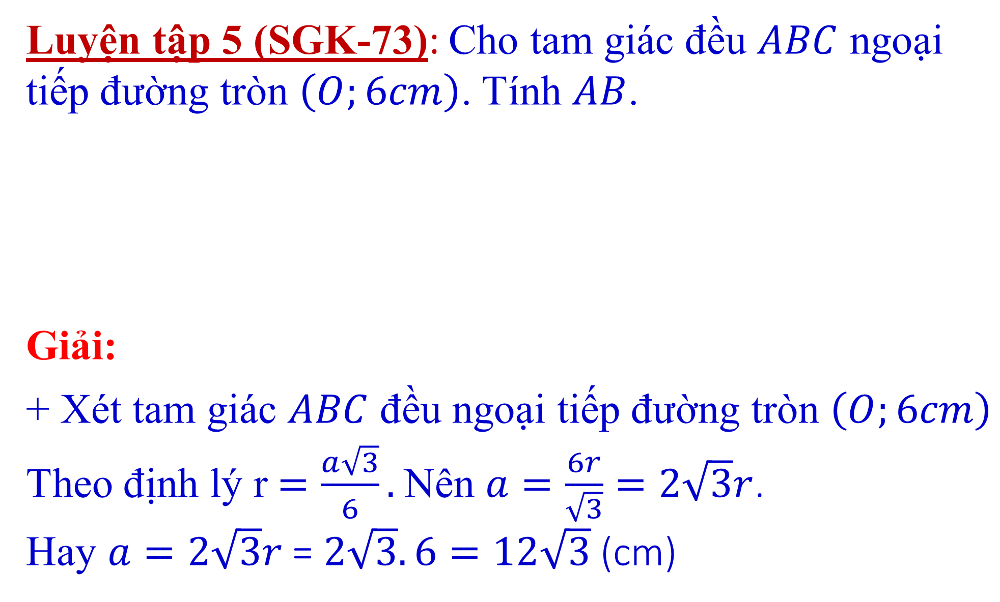 Luyện tập 5 (SGK-73): Cho tam giác đều ABC ngoại
tiếp đường tròn (O; 6cm). Tính AB.
Giải:
+ Xét tam giác ABC đều ngoại tiếp đường tròn (O; 6cm)
Theo định lý r = \frac{a\sqrt{3}}{6}. Nên a = \frac{6r}{\sqrt{3}} = 2\sqrt{3}r.
Hay a = 2\sqrt{3}r = 2\sqrt{3}. 6 = 12\sqrt{3} (cm)